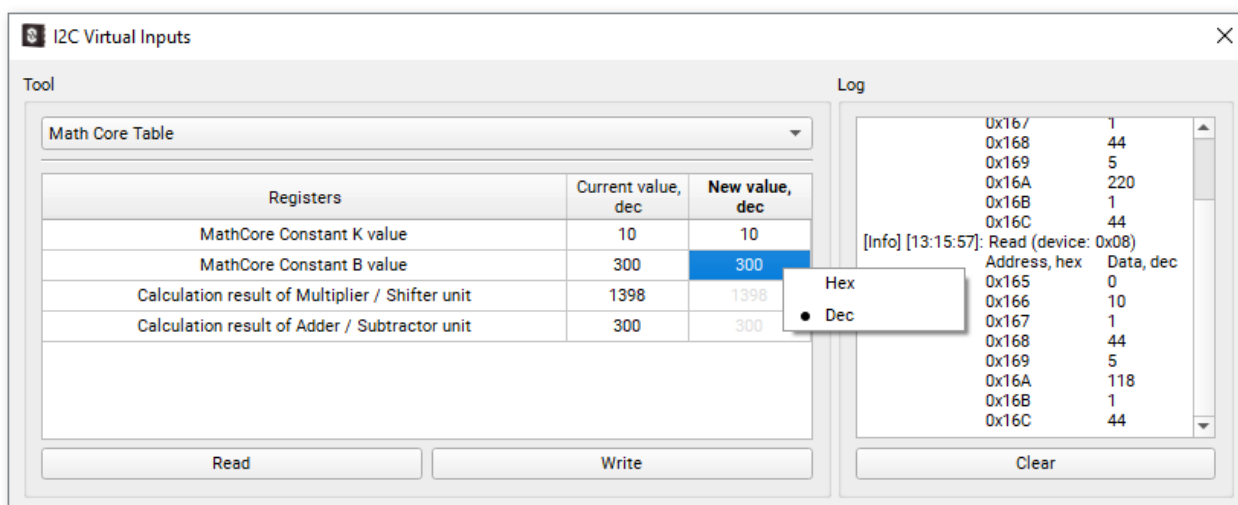 I2C Virtual Inputs
Tool
Log
Math Core Table
Registers
Current value, dec
New value, dec
MathCore Constant K value 10 10
MathCore Constant B value 300 300
Calculation result of Multiplier / Shifter unit 1398 1398
Calculation result of Adder / Subtractor unit 300 300
Hex
Dec
Read
Write
0x167 1
0x168 44
0x169 5
0x16A 220
0x16B 1
0x16C 44
[Info] [13:15:57]: Read (device: 0x08)
Address, hex Data, dec
0x165 0
0x166 10
0x167 1
0x168 44
0x169 5
0x16A 118
0x16B 1
0x16C 44
Clear